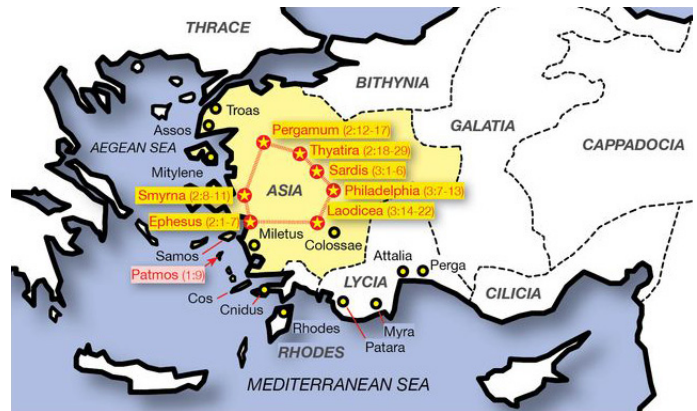 THRACE
BITHYNIA
Troas
Pergamum (2:12-17)
GALATIA
Assos
AEGEAN SEA
Thyatira (2:18-29)
CAPPADOCIA
Mitylene
Sardis (3:1-6)
ASIA
Philadelphia (3:7-13)
Smyrna (2:8-11)
Laodicea (3:14-22)
Ephesus (2:1-7)
Miletus
Colossae
Samos
Attalia
Patmos (1:9)
Perga
LYCIA
CILICIA
Cos
Cnidus
Rhodes
Myra
Patara
RHODES
MEDITERRANEAN SEA